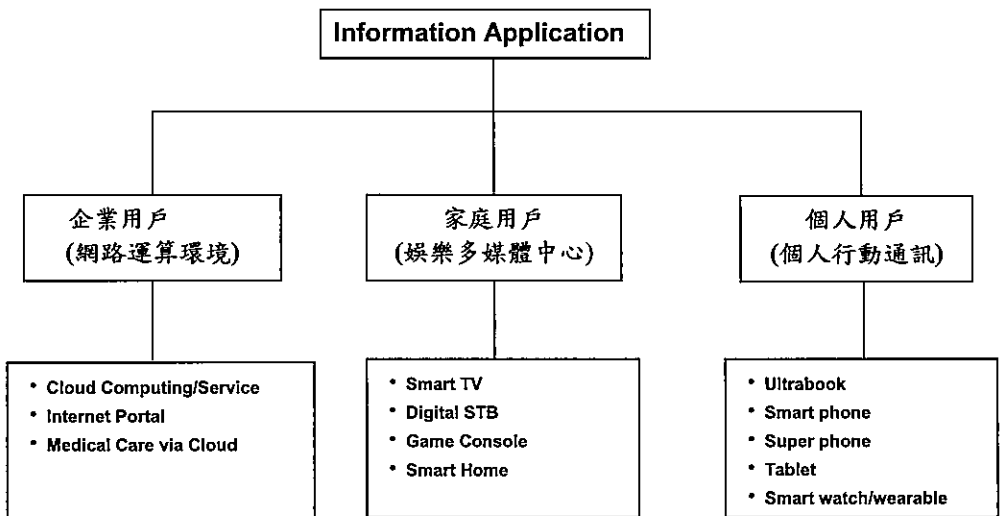 Information Application
企業用戶
(網路運算環境)
家庭用戶
(娛樂多媒體中心)
個人用戶
(個人行動通訊)
• Cloud Computing/Service
• Internet Portal
• Medical Care via Cloud
• Smart TV
• Digital STB
• Game Console
• Smart Home
• Ultrabook
• Smart phone
• Super phone
• Tablet
• Smart watch/wearable